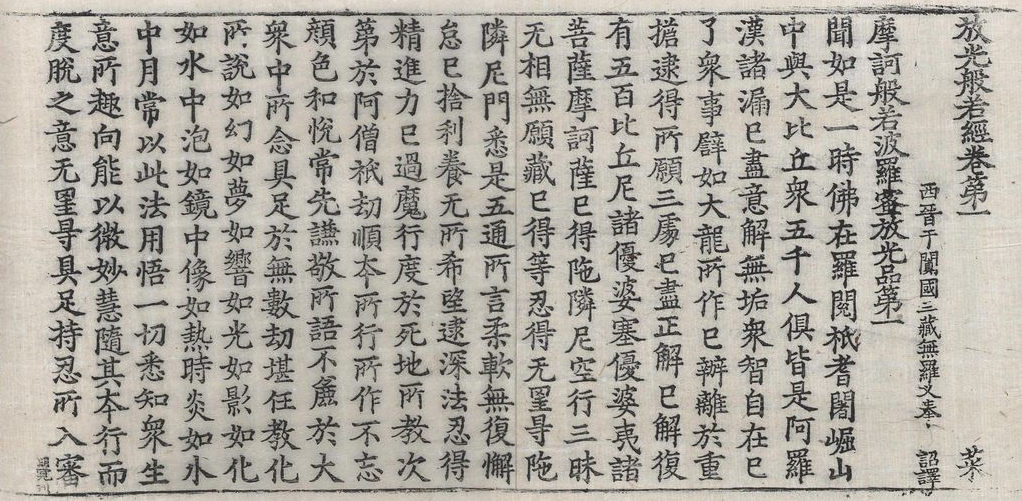 放光般若經卷第一
西晉于闐國三藏無羅叉奉 詔譯
菜
摩訶般若波羅蜜放光品第一
聞如是一時佛在羅閱祇耆闍崛山
中與大比丘衆五千人俱皆是阿羅
漢諸漏已盡意解無垢衆智自在已
了衆事譬如大龍所作已辦離於重
擔逮得所願三處已盡正解已解復
有五百比丘尼諸優婆塞優婆夷諸
菩薩摩訶薩已得陁隣尼空行三昧
无相無願藏已得等忍得无罣㝵陁
隣尼門悉是五通所言柔軟無復懈
怠已捨利養无所希望逮深法忍得
精進力已過魔行度於死地所教次
第於阿僧祇劫順本所行所作不忘
顔色和悅常先謙敬所語不麁於大
衆中所念具足於無數劫堪任教化
所說如幻如夢如響如光如影如化
如水中泡如鏡中像如熱時炎如水
中月常以此法用悟一切悉知衆生
意所趣向能以微妙慧隨其本行而
度脫之意无罣㝵具足持忍所入審